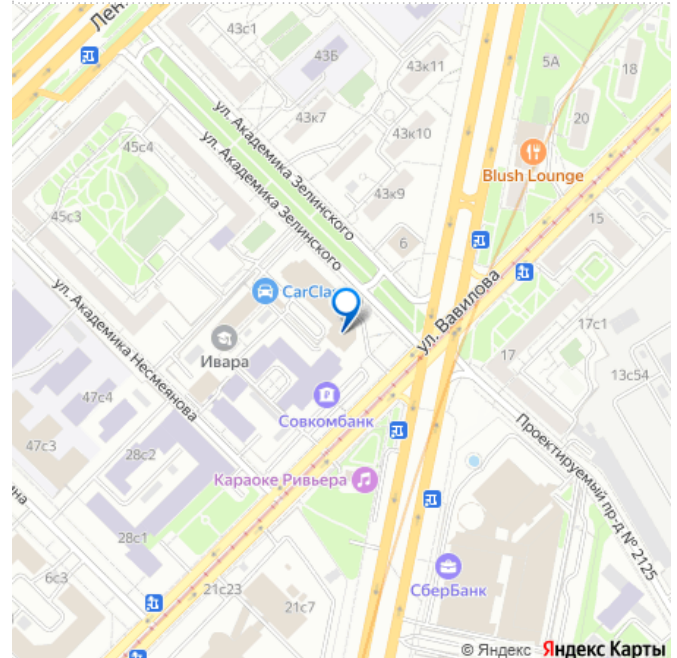 Лен
43с1
43Б
43к11
5А
18
43к7
ул. Академика Зелинского
43к10
20
45с4
ул. Академика Зелинского
Blush Lounge
43к9
45с3
6
15
CarCla
ул. Вавилова
ул. Академика Несмеянова
Ивара
17с1
17
13с54
47с4
Совкомбанк
Проектируемый пр-д № 2125
47с3
28с2
Караоке Ривьера
на
28с1
СберБанк
6с3
21с23
21с7
© Яндекс Яндекс Карты